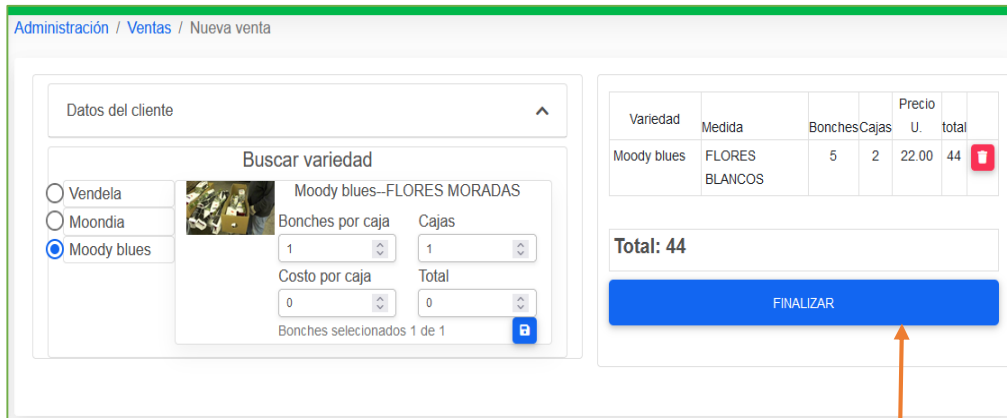 Administración / Ventas / Nueva venta
Datos del cliente
Buscar variedad
Vendela
Moondia
Moody blues
Moody blues--FLORES MORADAS
Bonches por caja Cajas
1 1
Costo por caja Total
0 0
Bonches selecionados 1 de 1
Variedad Medida Bonches Cajas Precio U. total
Moody blues FLORES BLANCOS 5 2 22.00 44
Total: 44
FINALIZAR